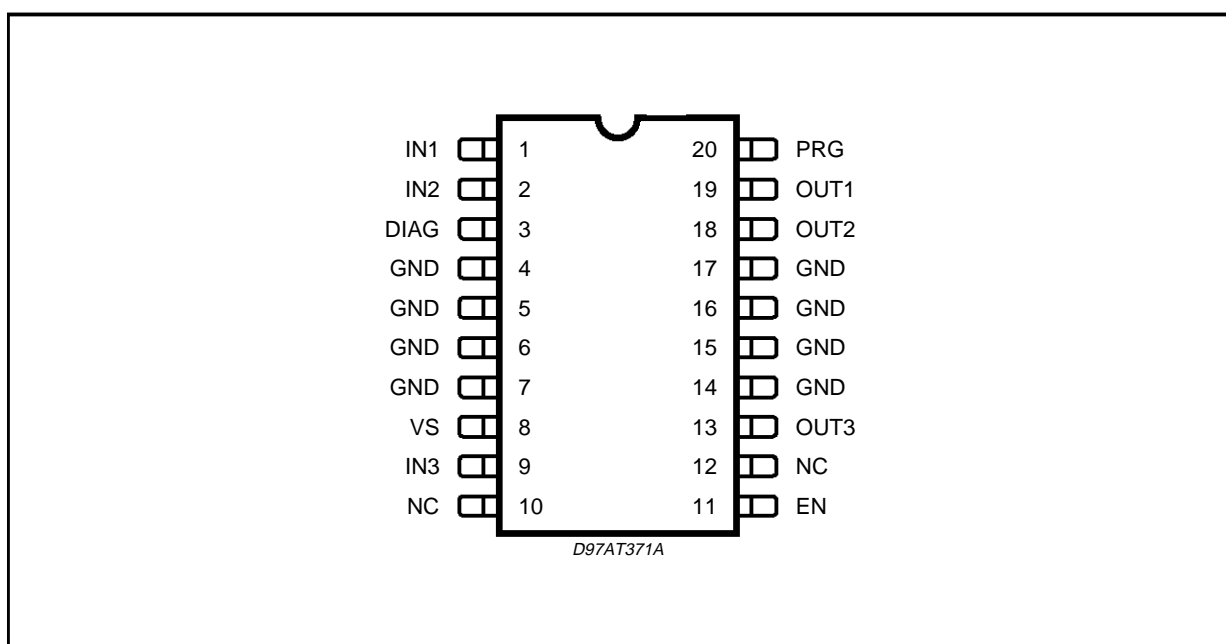 IN1 1 20 PRG
IN2 2 19 OUT1
DIAG 3 18 OUT2
GND 4 17 GND
GND 5 16 GND
GND 6 15 GND
GND 7 14 GND
VS 8 13 OUT3
IN3 9 12 NC
NC 10 11 EN
D97AT371A